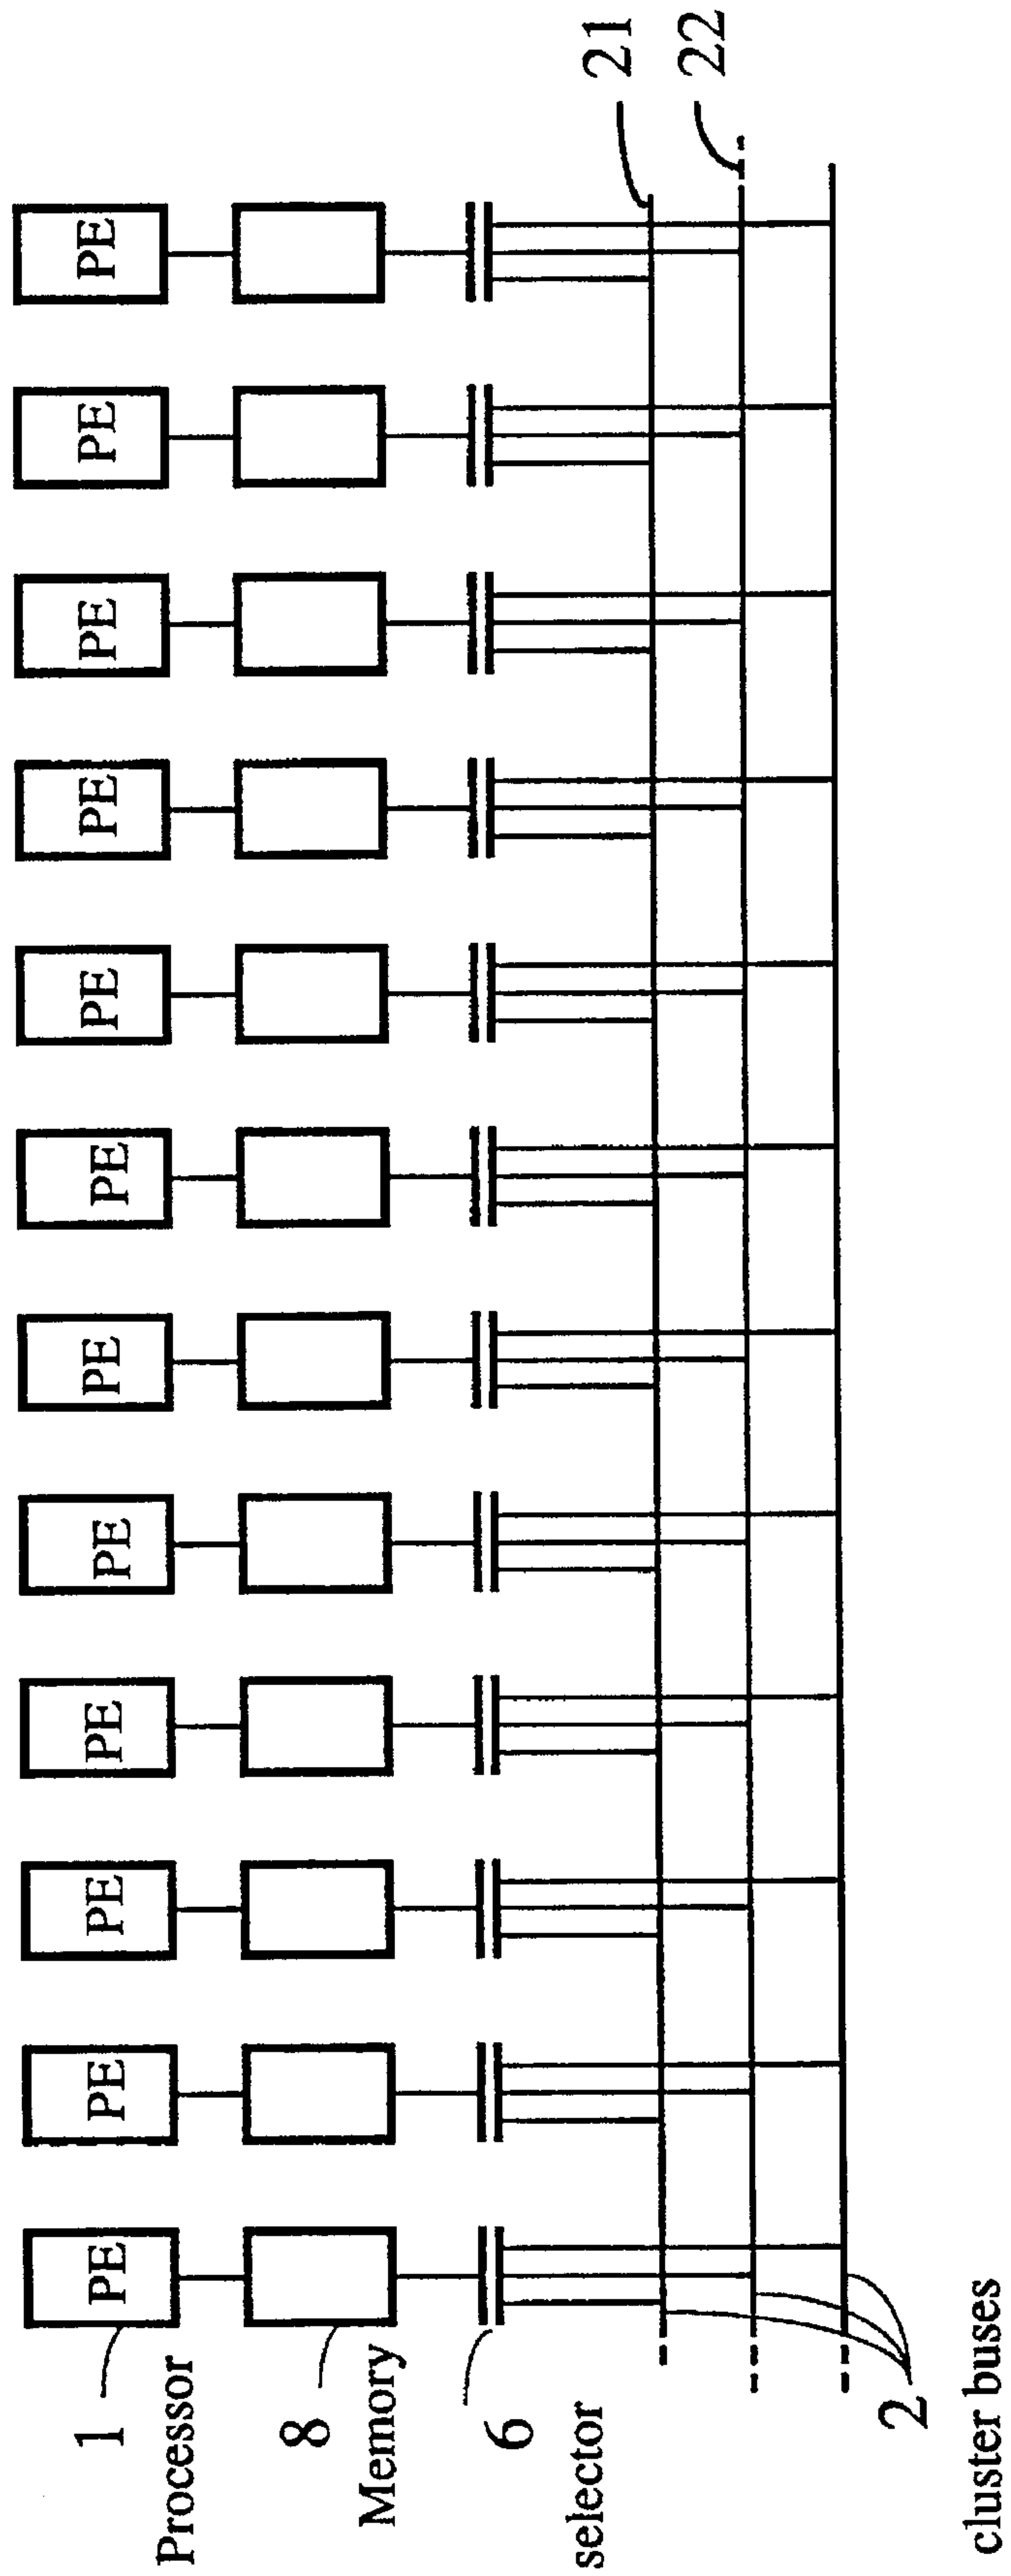 PE PE PE PE PE PE PE PE PE PE PE PE
1
Processor
8
Memory
6
selector
21
22
2
cluster buses